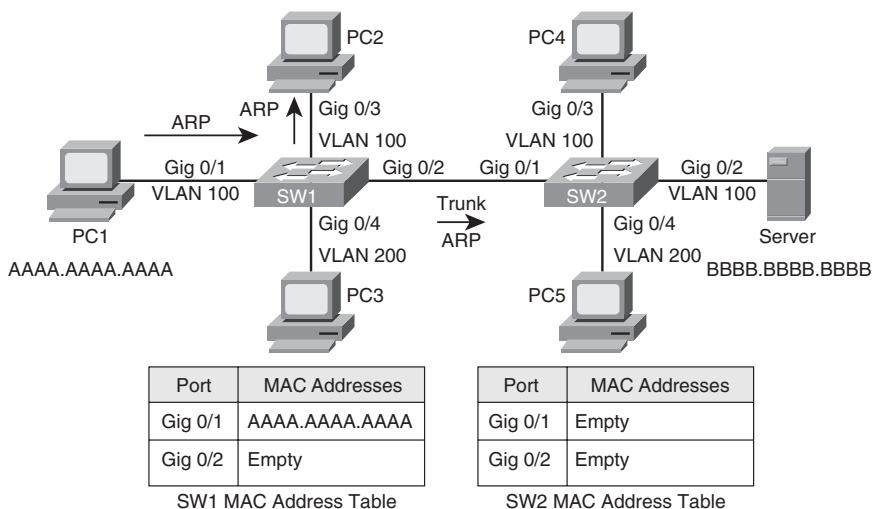 PC2
PC4
ARP
ARP
Gig 0/3
Gig 0/3
VLAN 100
VLAN 100
Gig 0/1
Gig 0/2
Gig 0/1
Gig 0/2
VLAN 100
SW1
SW2
VLAN 100
Trunk
ARP
PC1
Gig 0/4
Gig 0/4
Server
AAAA.AAAA.AAAA
VLAN 200
VLAN 200
BBBB.BBBB.BBBB
PC3
PC5
Port MAC Addresses
Gig 0/1 AAAA.AAAA.AAAA
Gig 0/2 Empty
SW1 MAC Address Table
Port MAC Addresses
Gig 0/1 Empty
Gig 0/2 Empty
SW2 MAC Address Table